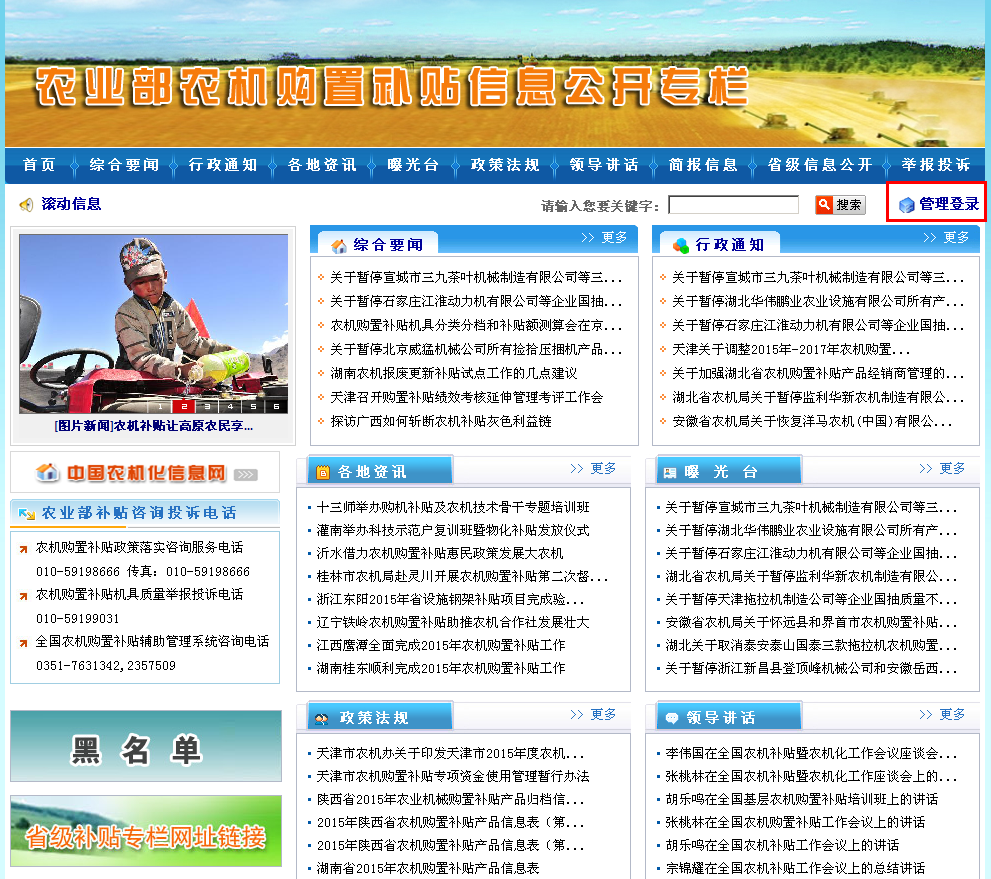 农业部农机购置补贴信息公开专栏
首页 综合要闻 行政通知 各地资讯 曝光台 政策法规 领导讲话 简报信息 省级信息公开 举报投诉
滚动信息 请输入您要关键字: 搜索 管理登录
1 2 3 4 5 6
[图片新闻]农机补贴让高原农民享...
综合要闻 >> 更多
关于暂停宣城市三九茶叶机械制造有限公司等三...
关于暂停石家庄江淮动力机有限公司等企业国抽...
农机购置补贴机具分类分档和补贴额测算会在京...
关于暂停北京威猛机械公司所有捡拾压捆机产品...
湖南农机报废更新补贴试点工作的几点建议
天津召开购置补贴绩效考核延伸管理考评工作会
探访广西如何斩断农机补贴灰色利益链
行政通知 >> 更多
关于暂停宣城市三九茶叶机械制造有限公司等三...
关于暂停湖北华伟鹏业农业设施有限公司所有产...
关于暂停石家庄江淮动力机有限公司等企业国抽...
天津关于调整2015年-2017年农机购置...
关于加强湖北省农机购置补贴产品经销商管理的...
湖北省农机局关于暂停监利华新农机制造有限公...
安徽省农机局关于恢复洋马农机(中国)有限公...
中国农机化信息网 >>>
农业部补贴咨询投诉电话
农机购置补贴政策落实咨询服务电话
010-59198666 传真: 010-59198666
农机购置补贴机具质量举报投诉电话
010-59199031
全国农机购置补贴辅助管理系统咨询电话
0351-7631342,2357509
黑名单
省级补贴专栏网址链接
各地资讯 >> 更多
十三师举办购机补贴及农机技术骨干专题培训班
灌南举办科技示范户复训班暨物化补贴发放仪式
沂水借力农机购置补贴惠民政策发展大农机
桂林市农机局赴灵川开展农机购置补贴第二次督...
浙江东阳2015年省设施钢架补贴项目完成验...
辽宁铁岭农机购置补贴助推农机合作社发展壮大
江西鹰潭全面完成2015年农机购置补贴工作
湖南桂东顺利完成2015年农机购置补贴工作
曝光台 >> 更多
关于暂停宣城市三九茶叶机械制造有限公司等三...
关于暂停湖北华伟鹏业农业设施有限公司所有产...
关于暂停石家庄江淮动力机有限公司等企业国抽...
湖北省农机局关于暂停监利华新农机制造有限公...
关于暂停天津拖拉机制造公司等企业国抽质量不...
安徽省农机局关于怀远县和界首市农机购置补贴...
湖北关于取消泰安泰山国泰三款拖拉机农机购置...
关于暂停浙江新昌县登顶峰机械公司和安徽岳西...
政策法规 >> 更多
天津市农机办关于印发天津市2015年度农机...
天津市农机购置补贴专项资金使用管理暂行办法
陕西省2015年农业机械购置补贴产品归档信...
2015年陕西省农机购置补贴产品信息表（第...
2015年陕西省农机购置补贴产品信息表（第...
湖南省2015年农机购置补贴产品信息表
领导讲话 >> 更多
李伟国在全国农机补贴暨农机化工作会议座谈会...
张桃林在全国农机补贴暨农机化工作座谈会上的...
胡乐鸣在全国基层农机购置补贴培训班上的讲话
张桃林在全国农机购置补贴工作会议上的讲话
胡乐鸣在全国农机补贴工作会议上的讲话
宗锦耀在全国农机补贴工作会议上的总结讲话